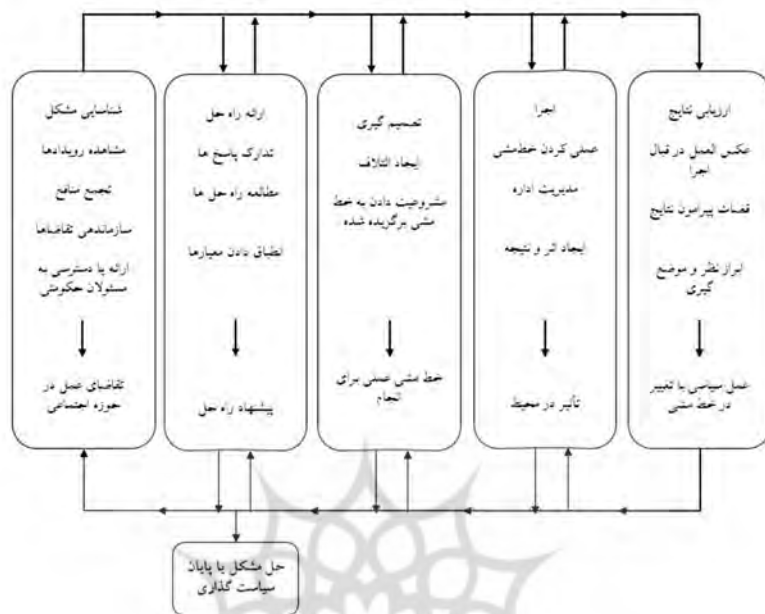 شناسایی مشکل
مشاهده رویدادها
تجمیع منافع
سازماندهی تقاضاها
ارائه یا دسترسی به
مسئولان حکومتی
تقاضای عمل در
حوزه اجتماعی
ارائه راه حل
تدارک پاسخ ها
مطالعه راه حل ها
انطباق دادن معیارها
پیشنهاد راه حل
تصمیم گیری
ایجاد ائتلاف
مشروعیت دادن به خط
مشی برگزیده شده
خط مشی عملی برای
انجام
اجرا
عملی کردن خط‌مشی
مدیریت اداره
ایجاد اثر و نتیجه
تأثیر در محیط
ارزیابی نتایج
عکس العمل در قبال
اجرا
قضات پیرامون نتایج
ابراز نظر و موضع
گیری
عمل سیاسی با تغییر
در خط مشی
حل مشکل یا پایان
سیاست گذاری